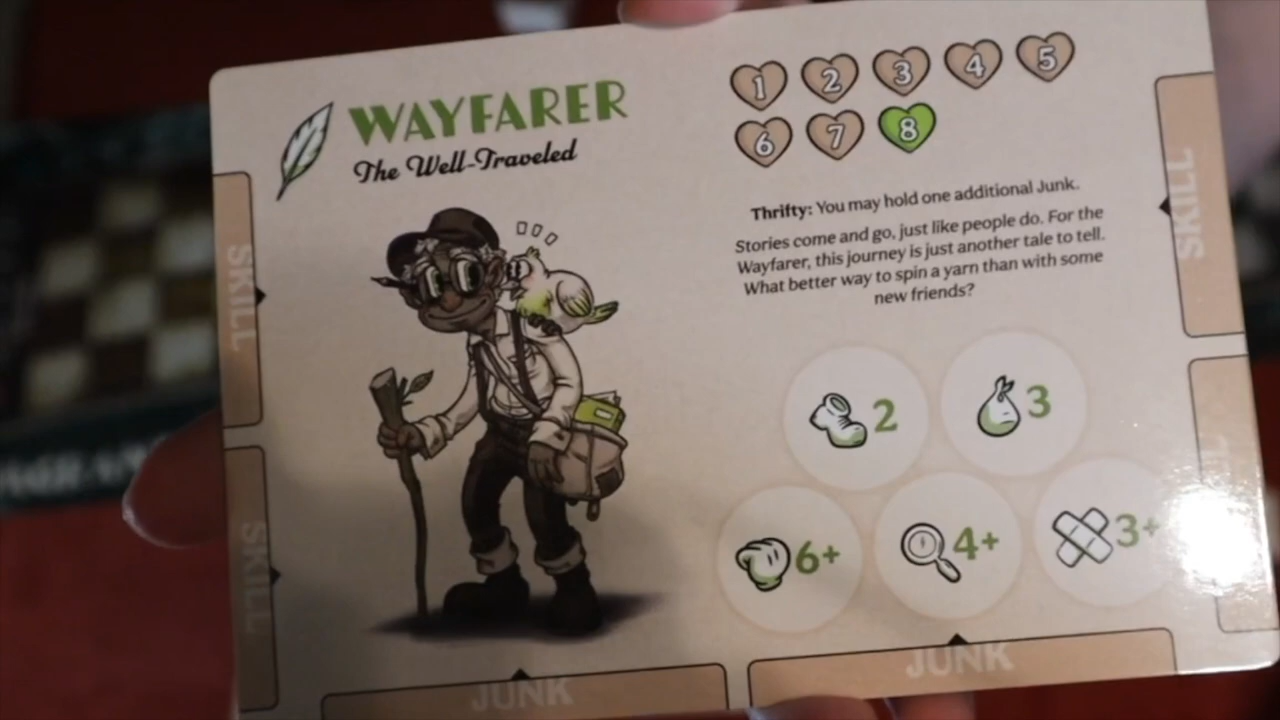 WAYFARER
The Well-Traveled
1 2 3 4 5
6 7 8
Thrifty: You may hold one additional Junk.
Stories come and go, just like people do. For the
Wayfarer, this journey is just another tale to tell.
What better way to spin a yarn than with some
new friends?
2
3
6+
4+
3+
SKILL
SKILL
SKILL
JUNK
JUNK